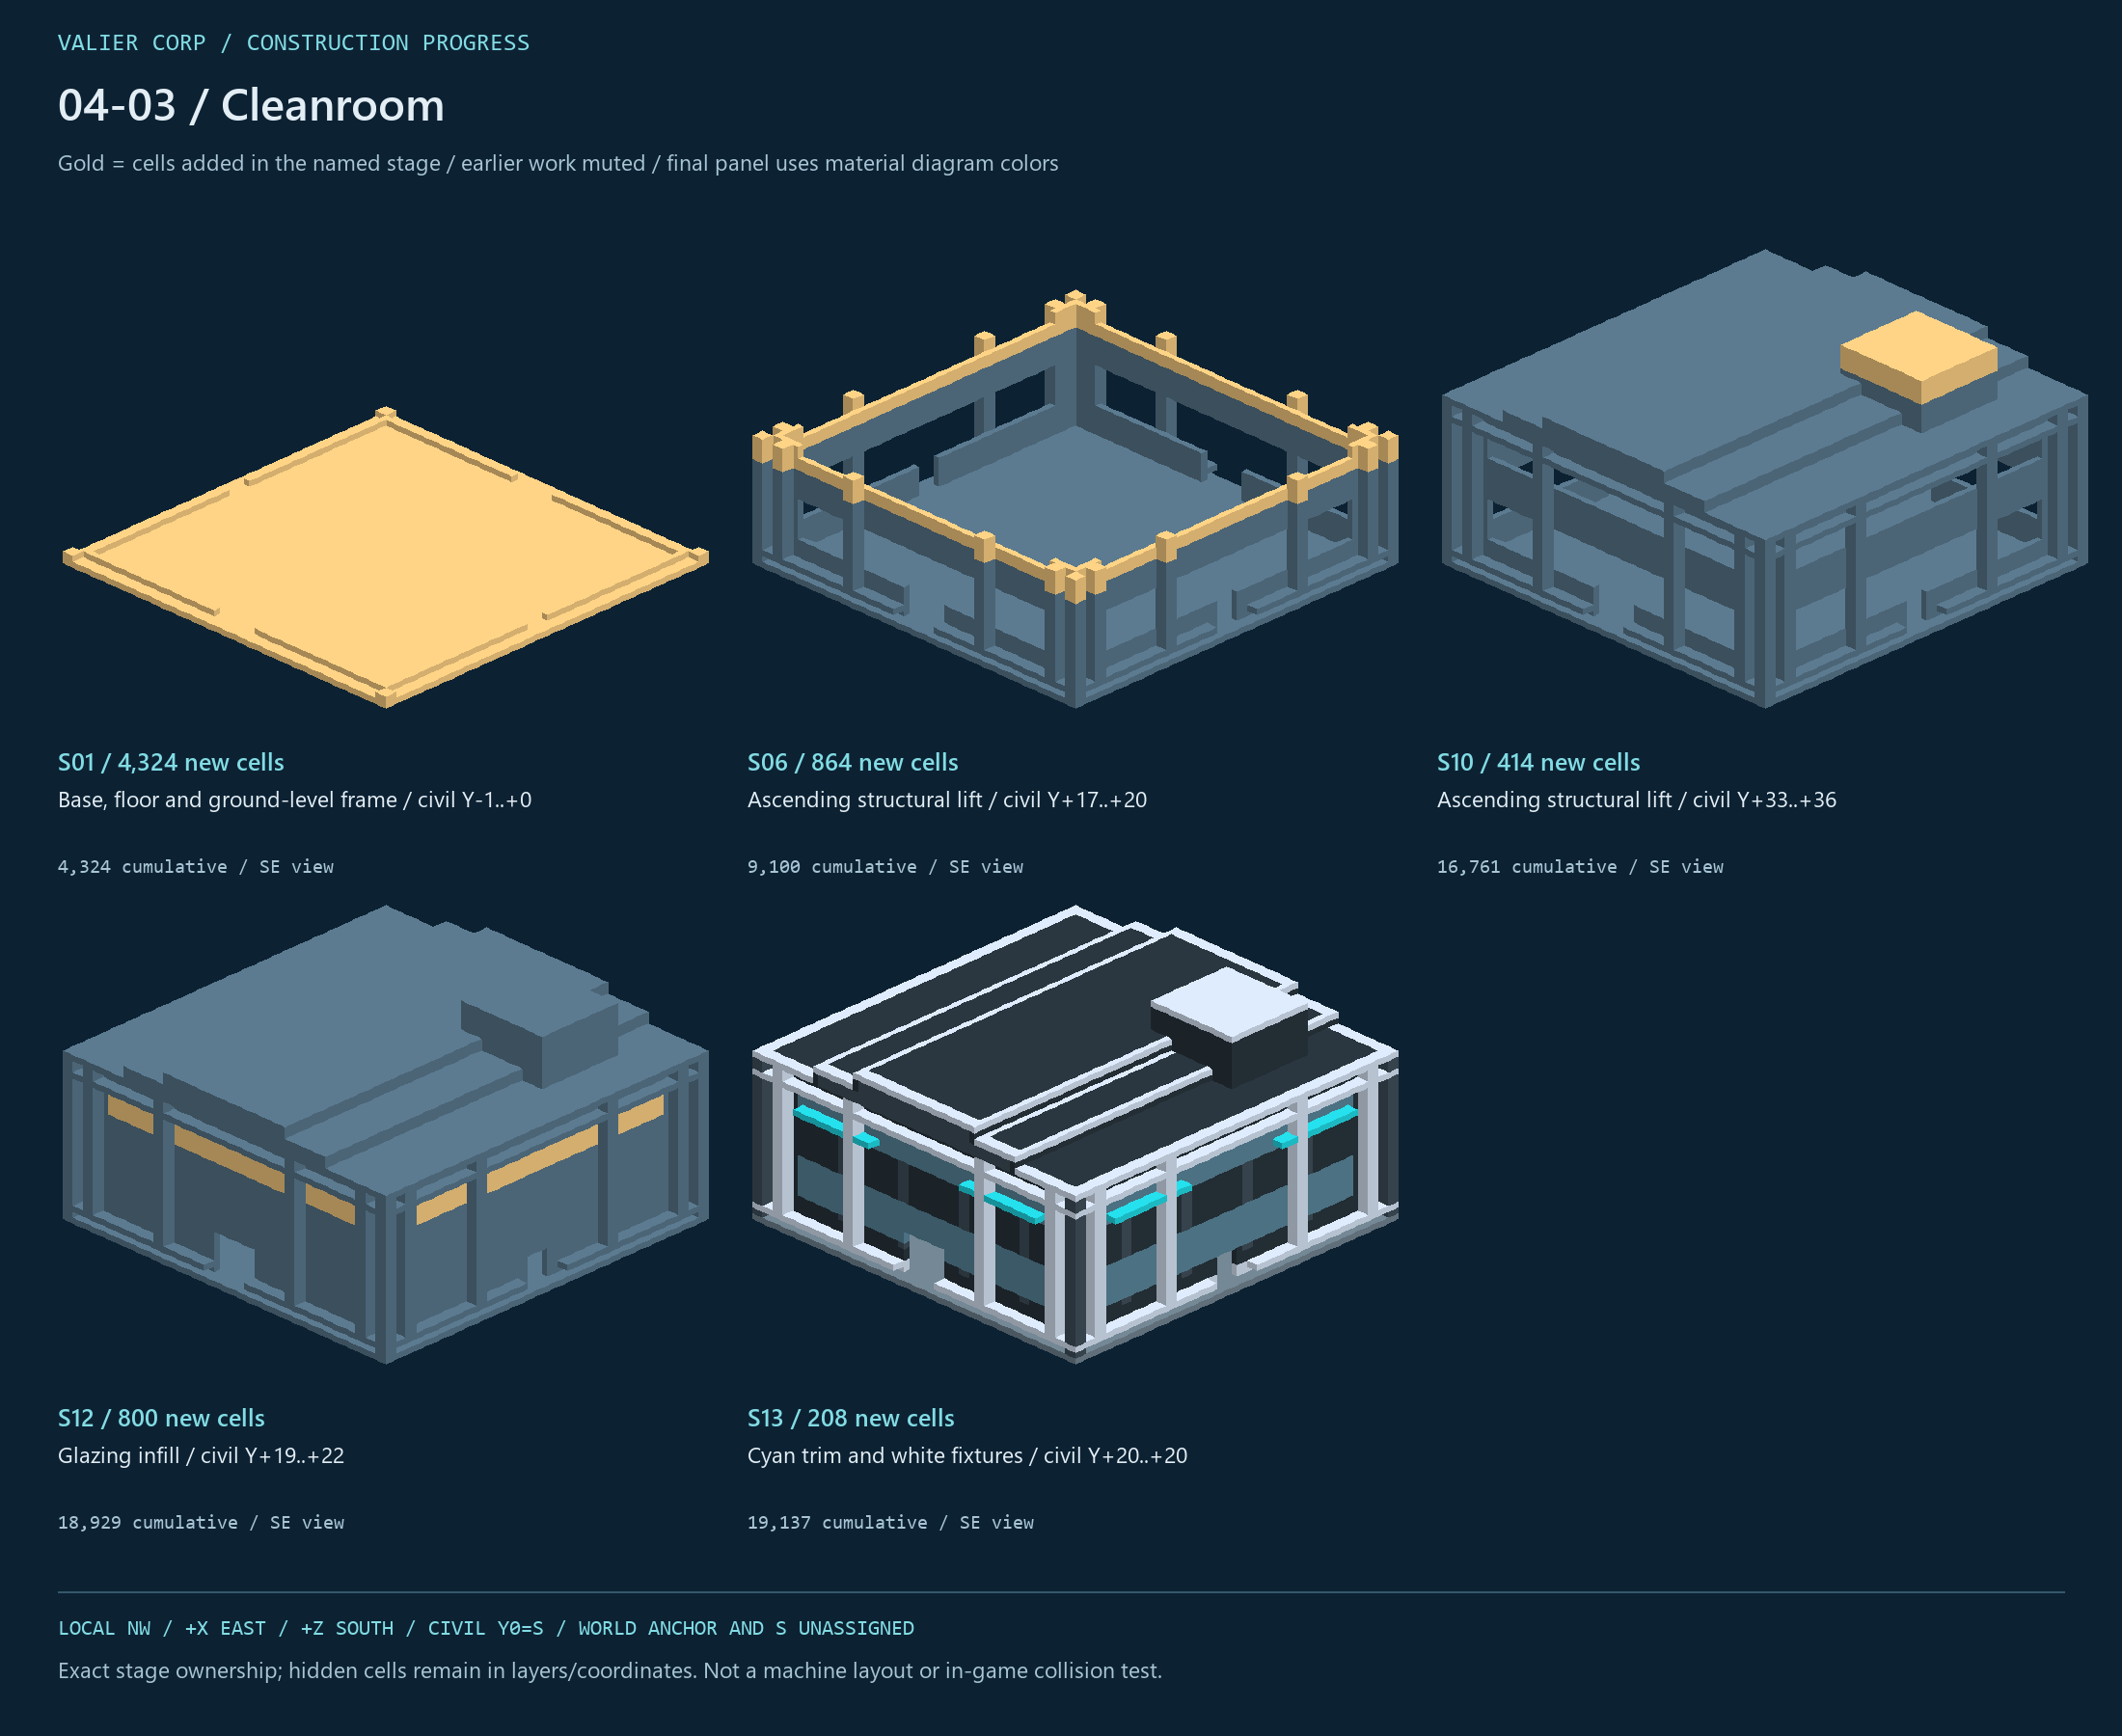 VALIER CORP / CONSTRUCTION PROGRESS
04-03 / Cleanroom
Gold = cells added in the named stage / earlier work muted / final panel uses material diagram colors
S01 / 4,324 new cells
Base, floor and ground-level frame / civil Y-1..+0
4,324 cumulative / SE view
S06 / 864 new cells
Ascending structural lift / civil Y+17..+20
9,100 cumulative / SE view
S10 / 414 new cells
Ascending structural lift / civil Y+33..+36
16,761 cumulative / SE view
S12 / 800 new cells
Glazing infill / civil Y+19..+22
18,929 cumulative / SE view
S13 / 208 new cells
Cyan trim and white fixtures / civil Y+20..+20
19,137 cumulative / SE view
LOCAL NW / +X EAST / +Z SOUTH / CIVIL Y0=S / WORLD ANCHOR AND S UNASSIGNED
Exact stage ownership; hidden cells remain in layers/coordinates. Not a machine layout or in-game collision test.